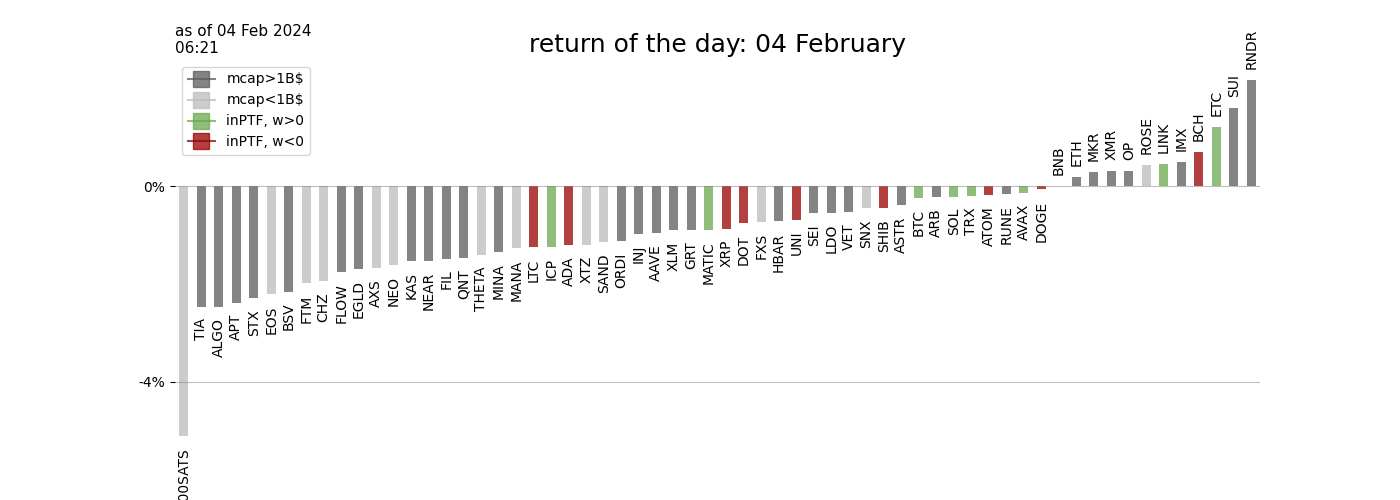 as of 04 Feb 2024
06:21
return of the day: 04 February
mcap>1B$
mcap<1B$
inPTF, w>0
inPTF, w<0
0%
-4%
00SATS
TIA
ALGO
APT
STX
EOS
BSV
FTM
CHZ
FLOW
EGLD
AXS
NEO
KAS
NEAR
FIL
QNT
THETA
MINA
MANA
LTC
ICP
ADA
XTZ
SAND
ORDI
INJ
AAVE
XLM
GRT
MATIC
XRP
DOT
FXS
HBAR
UNI
SEI
LDO
VET
SNX
SHIB
ASTR
BTC
ARB
SOL
TRX
ATOM
RUNE
AVAX
DOGE
BNB
ETH
MKR
XMR
OP
ROSE
LINK
IMX
BCH
ETC
SUI
RNDR